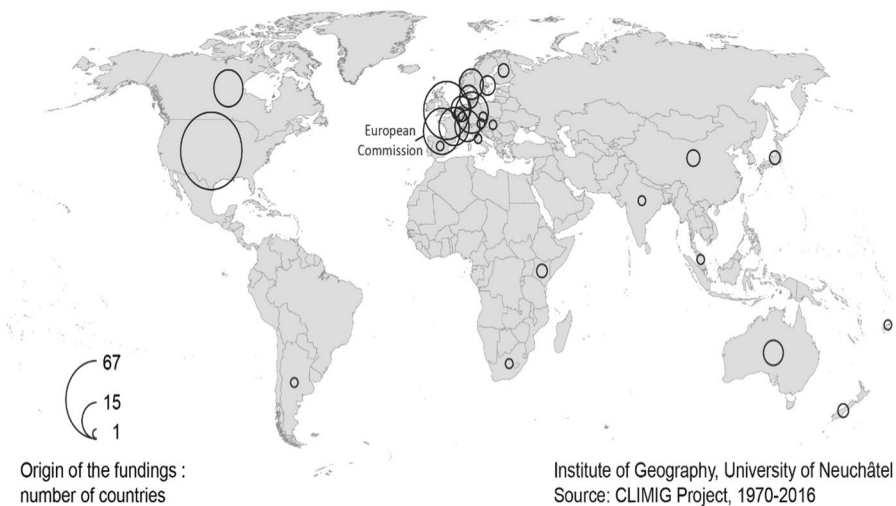 European
Commission
67
15
1
Origin of the fundings :
number of countries
Institute of Geography, University of Neuchâtel
Source: CLIMIG Project, 1970-2016